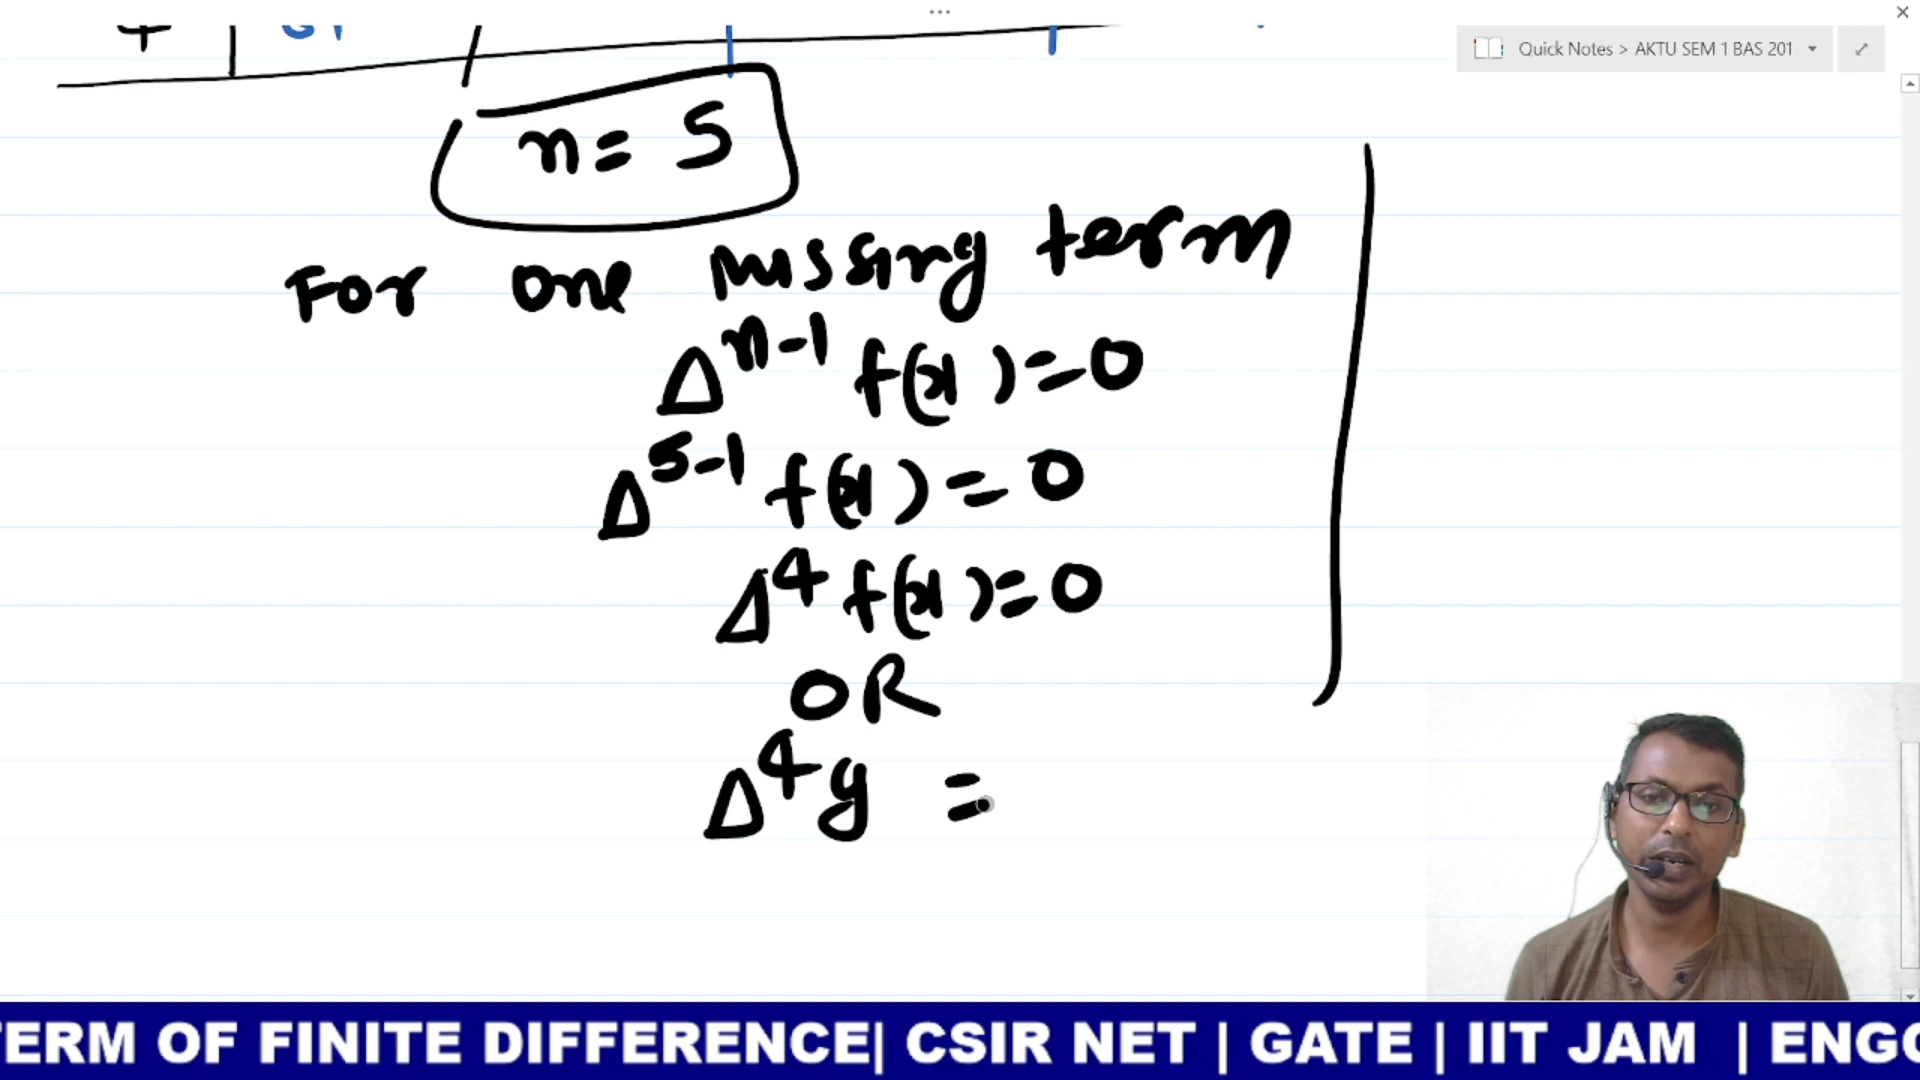 ...
Quick Notes > AKTU SEM 1 BAS 201
n = 5
For one missing term
Δ^{n-1} f(x) = 0
Δ^{5-1} f(x) = 0
Δ^4 f(x) = 0
OR
Δ^4 y =
TERM OF FINITE DIFFERENCE| CSIR NET | GATE | IIT JAM | ENGG